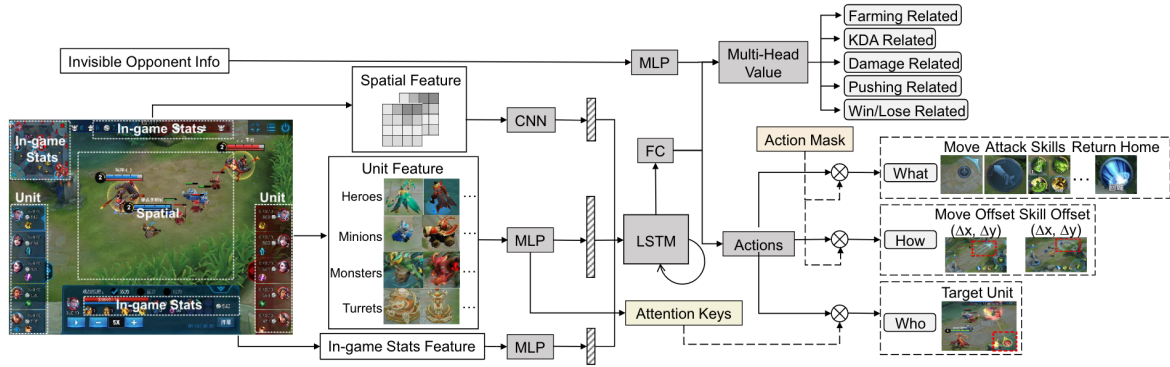 Invisible Opponent Info
MLP
Multi-Head
Value
Farming Related
KDA Related
Damage Related
Pushing Related
Win/Lose Related
Spatial Feature
CNN
In-game Stats
In-game
Stats
Unit
Spatial
Unit
In-game Stats
5X
Unit Feature
Heroes
...
Minions
...
Monsters
...
Turrets
...
MLP
In-game Stats Feature
MLP
FC
LSTM
Attention Keys
Action Mask
Actions
What
Move Attack Skills Return Home
...
How
Move Offset Skill Offset
(Δx, Δy) (Δx, Δy)
Who
Target Unit